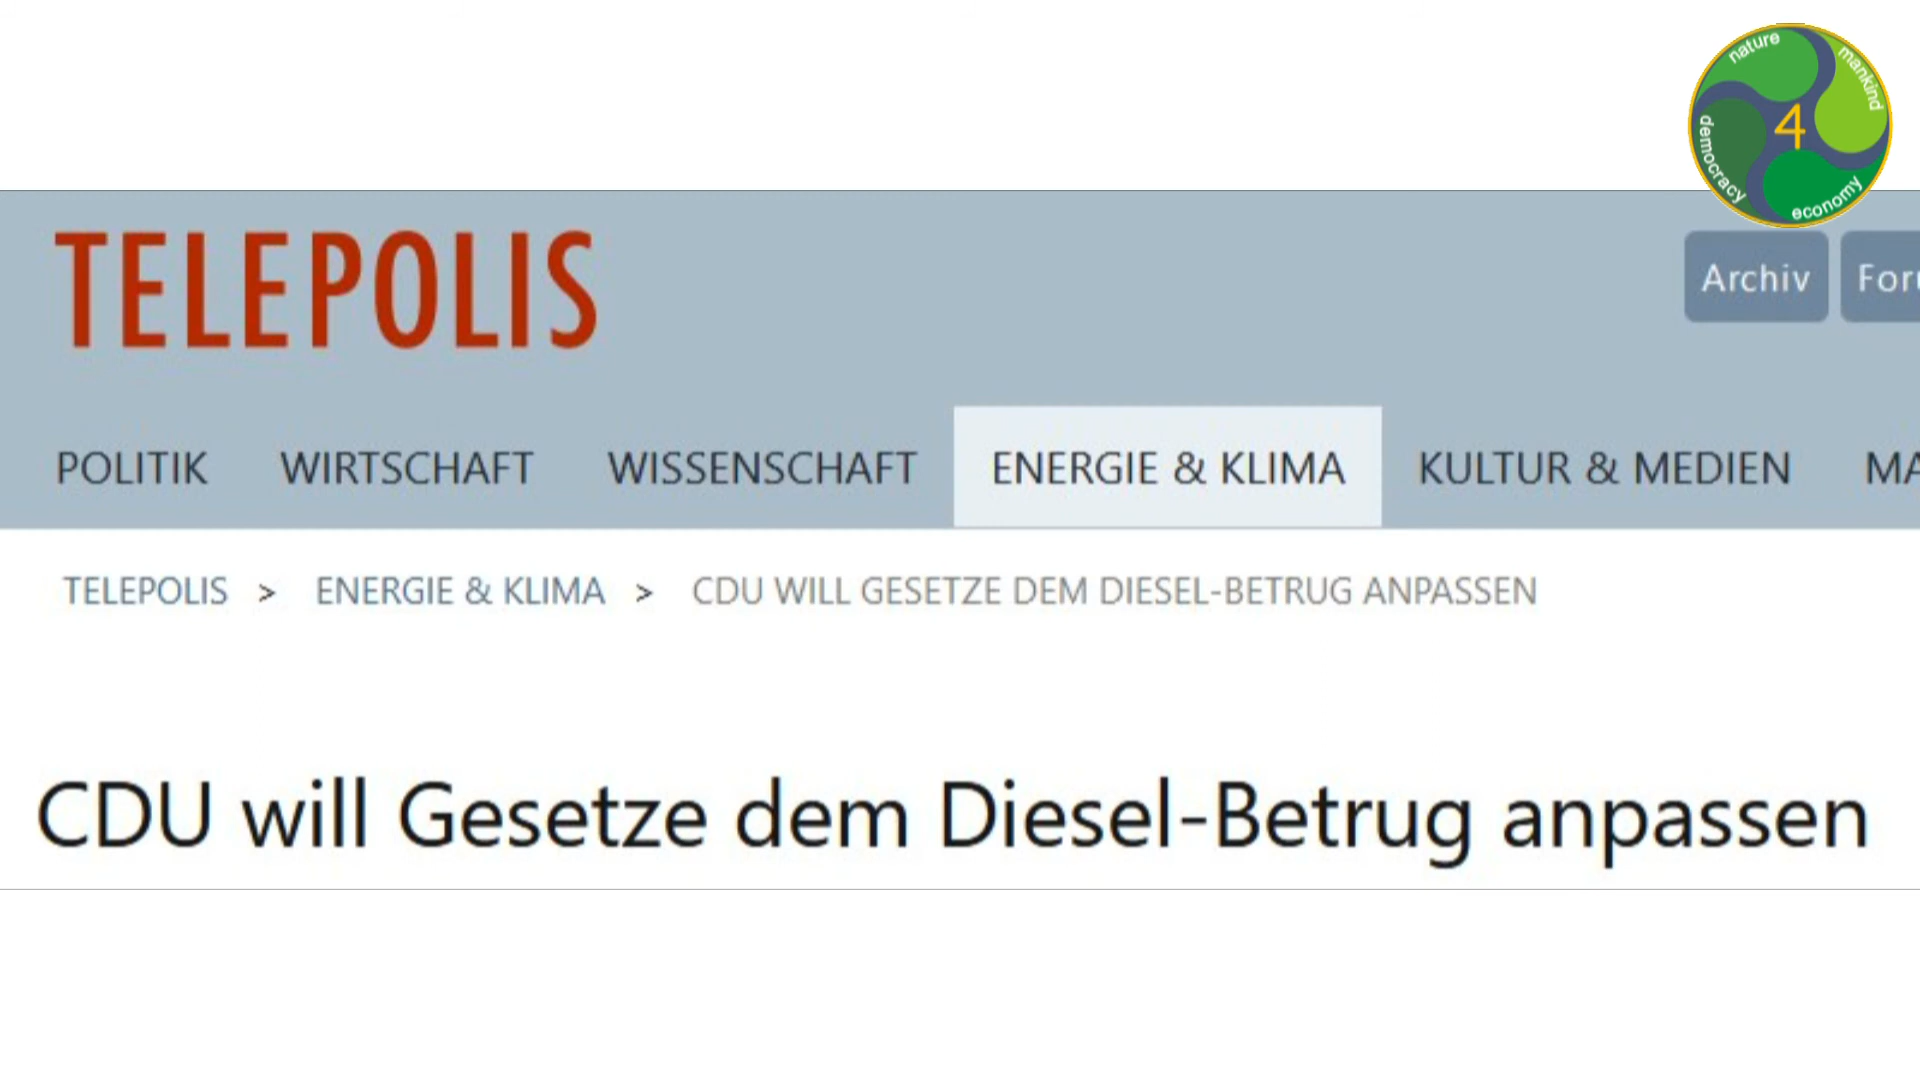 nature
mankind
4
democracy
economy
TELEPOLIS
Archiv
POLITIK WIRTSCHAFT WISSENSCHAFT ENERGIE & KLIMA KULTUR & MEDIEN
TELEPOLIS > ENERGIE & KLIMA > CDU WILL GESETZE DEM DIESEL-BETRUG ANPASSEN
CDU will Gesetze dem Diesel-Betrug anpassen